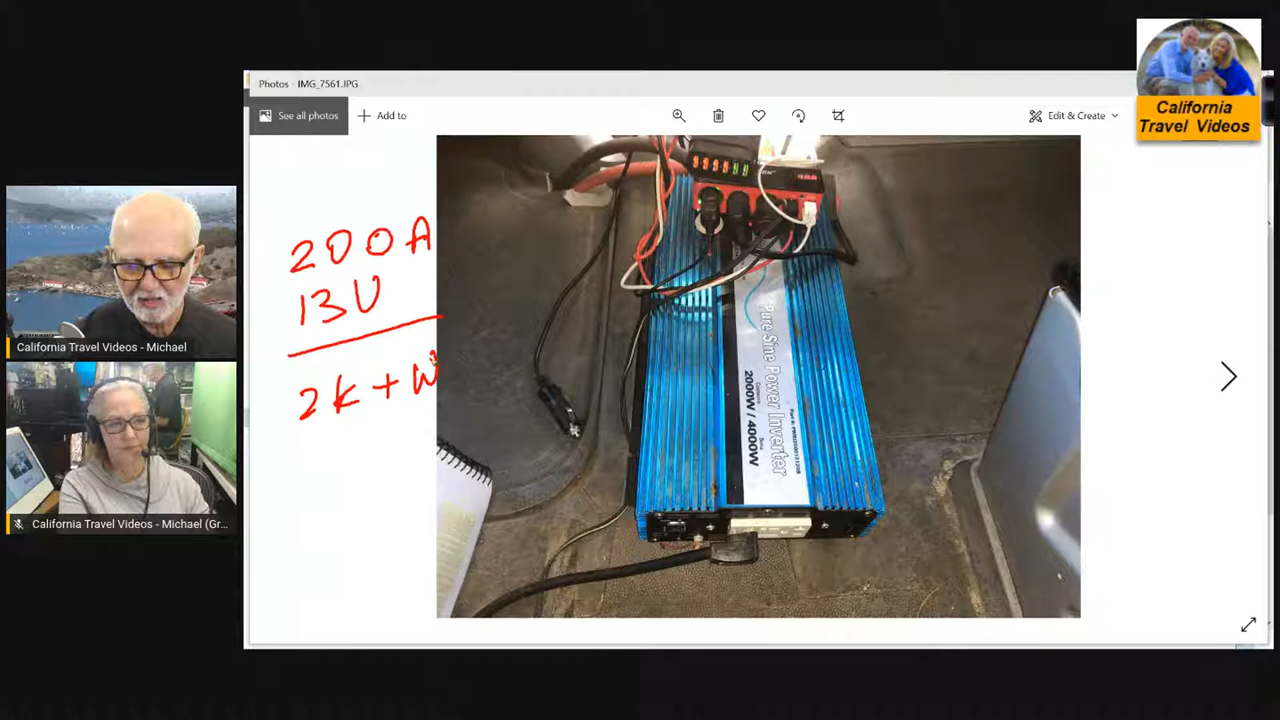 Photos - IMG_7561.JPG
See all photos
Add to
Edit & Create
California
Travel Videos
200A
13V
2K+W
Pure Sine Power Inverter
2000W / 4000W
California Travel Videos - Michael
California Travel Videos - Michael (Gr...